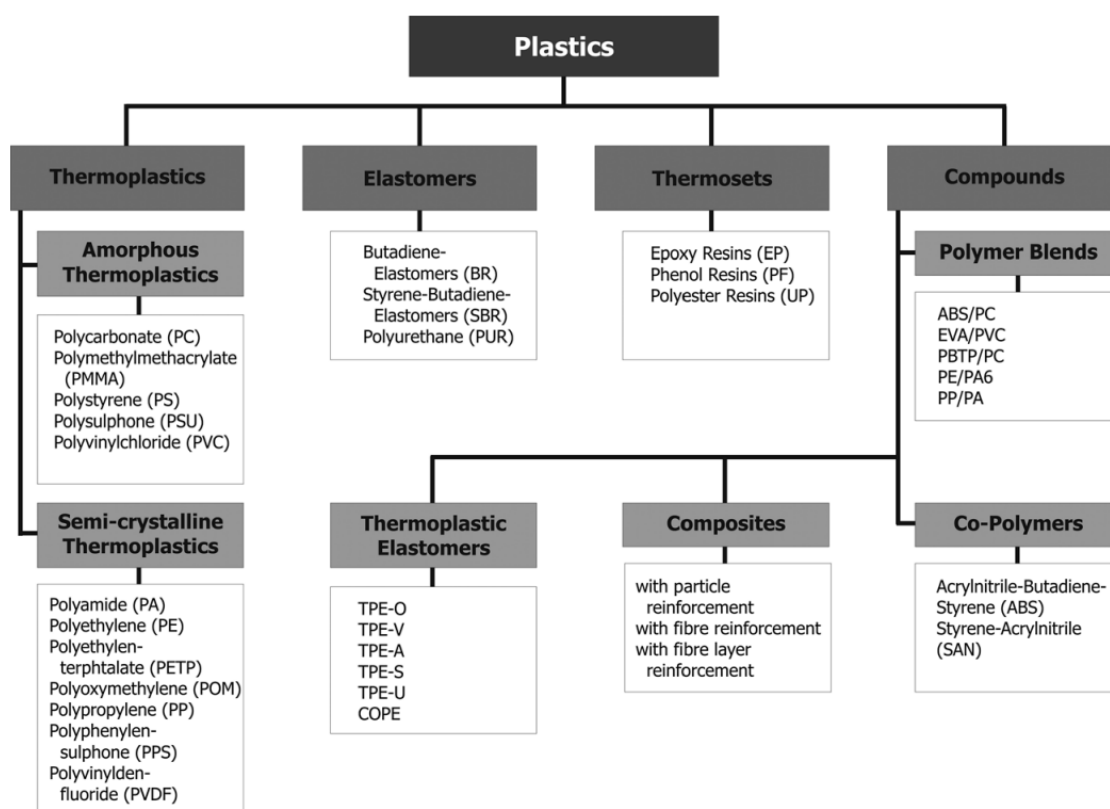 Plastics
Thermoplastics
Elastomers
Thermosets
Compounds
Amorphous
Thermoplastics
Polycarbonate (PC)
Polymethylmethacrylate
(PMMA)
Polystyrene (PS)
Polysulphone (PSU)
Polyvinylchloride (PVC)
Butadiene-
Elastomers (BR)
Styrene-Butadiene-
Elastomers (SBR)
Polyurethane (PUR)
Epoxy Resins (EP)
Phenol Resins (PF)
Polyester Resins (UP)
Polymer Blends
ABS/PC
EVA/PVC
PBTP/PC
PE/PA6
PP/PA
Semi-crystalline
Thermoplastics
Polyamide (PA)
Polyethylene (PE)
Polyethylen-
terphtalate (PETP)
Polyoxymethylene (POM)
Polypropylene (PP)
Polyphenylen-
sulphone (PPS)
Polyvinylden-
fluoride (PVDF)
Thermoplastic
Elastomers
TPE-O
TPE-V
TPE-A
TPE-S
TPE-U
COPE
Composites
with particle
reinforcement
with fibre reinforcement
with fibre layer
reinforcement
Co-Polymers
Acrylnitrile-Butadiene-
Styrene (ABS)
Styrene-Acrylnitrile
(SAN)